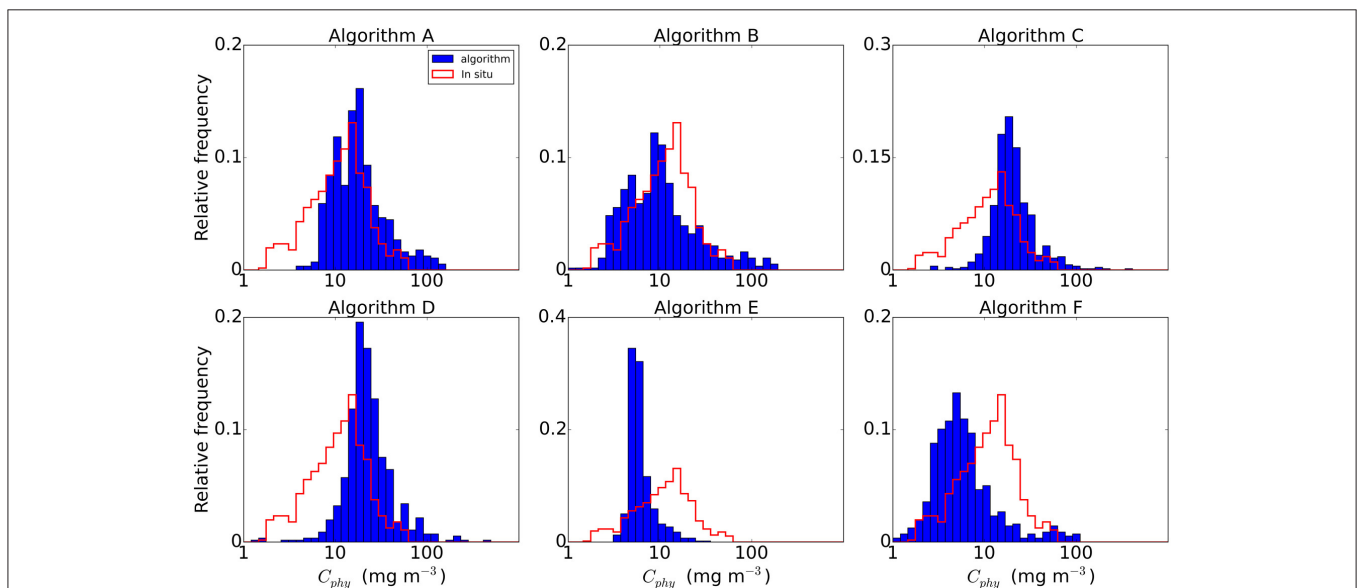 Algorithm A
Algorithm B
Algorithm C
0.2
0.2
0.3
algorithm
In situ
Relative frequency
0.1
0.1
0.15
0
0
0
1
10
100
1
10
100
1
10
100
Algorithm D
Algorithm E
Algorithm F
0.2
0.4
0.2
Relative frequency
0.1
0.2
0.1
0
0
0
1
10
100
1
10
100
1
10
100
C_phy (mg m⁻³)
C_phy (mg m⁻³)
C_phy (mg m⁻³)